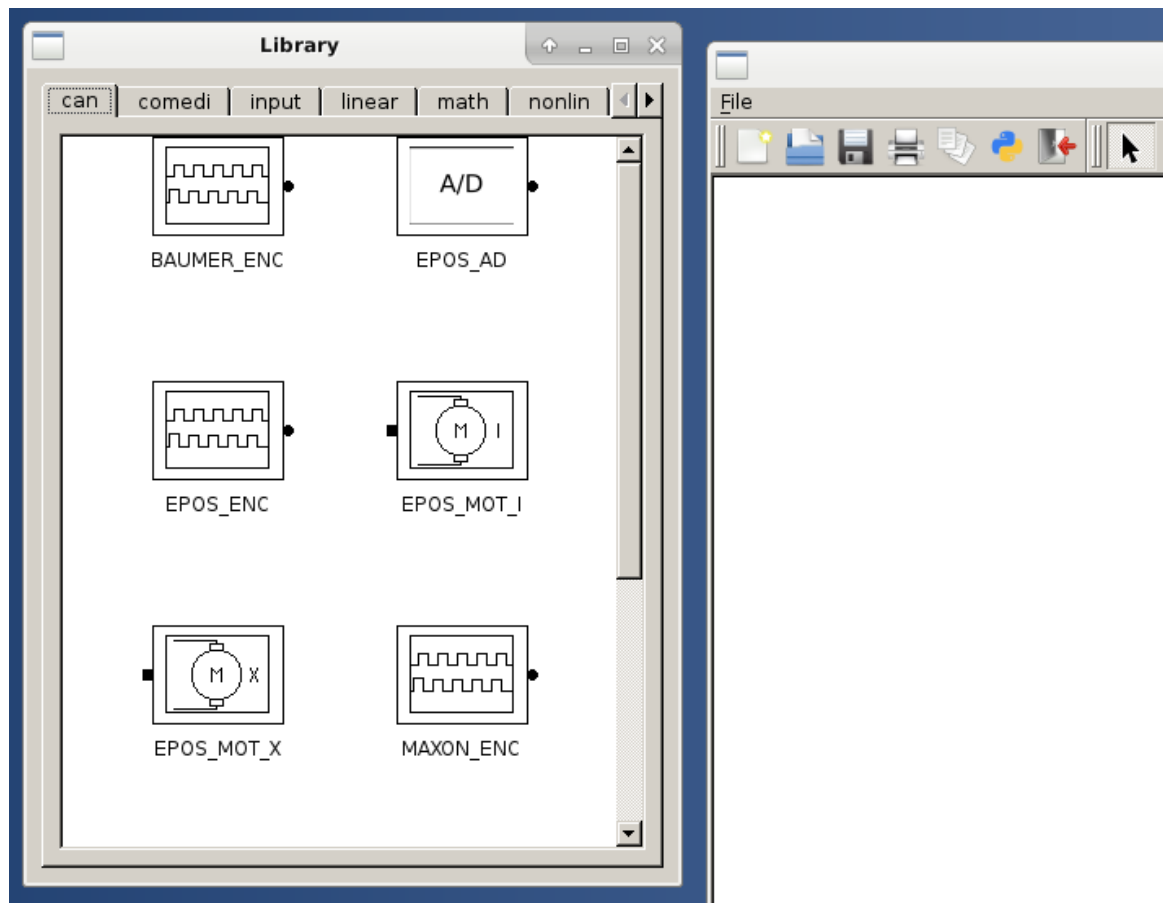 Library
can comedi input linear math nonlin
File
A/D
BAUMER_ENC EPOS_AD
M I
EPOS_ENC EPOS_MOT_I
M X
EPOS_MOT_X MAXON_ENC